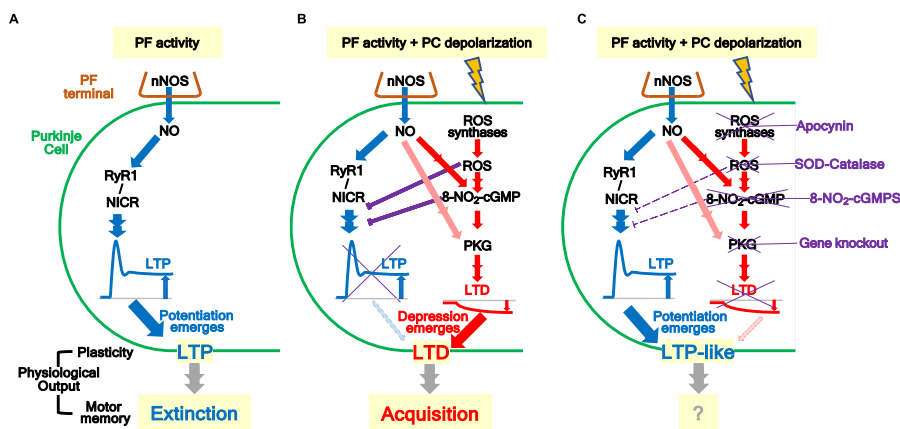 A
PF activity
PF
terminal
nNOS
Purkinje
Cell
NO
RyR1
NICR
LTP
Potentiation
emerges
Plasticity
Physiological
Output
Motor
memory
LTP
Extinction
B
PF activity + PC depolarization
nNOS
ROS
synthases
NO
RyR1
ROS
NICR
8-NO₂-cGMP
PKG
LTP
LTD
Depression
emerges
LTD
Acquisition
C
PF activity + PC depolarization
nNOS
ROS
synthases
Apocynin
NO
RyR1
ROS
SOD-Catalase
NICR
8-NO₂-cGMP
8-NO₂-cGMPS
PKG
Gene knockout
LTP
LTD
Potentiation
emerges
LTP-like
?